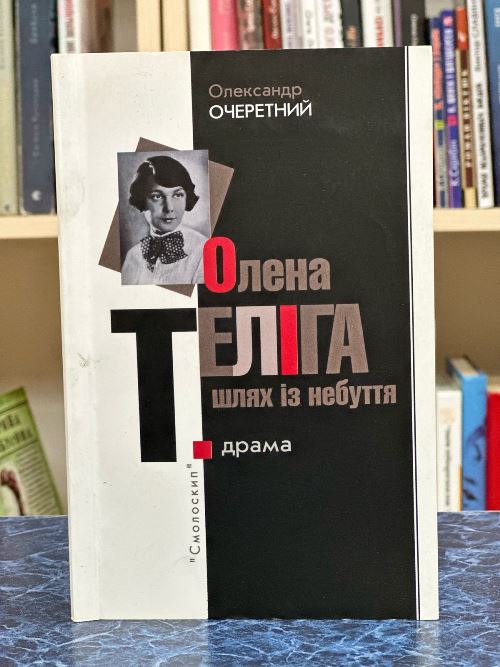 Олександр
ОЧЕРЕТНИЙ
Олена
ТЕЛІГА
шлях із небуття
драма
"Смолоскип"